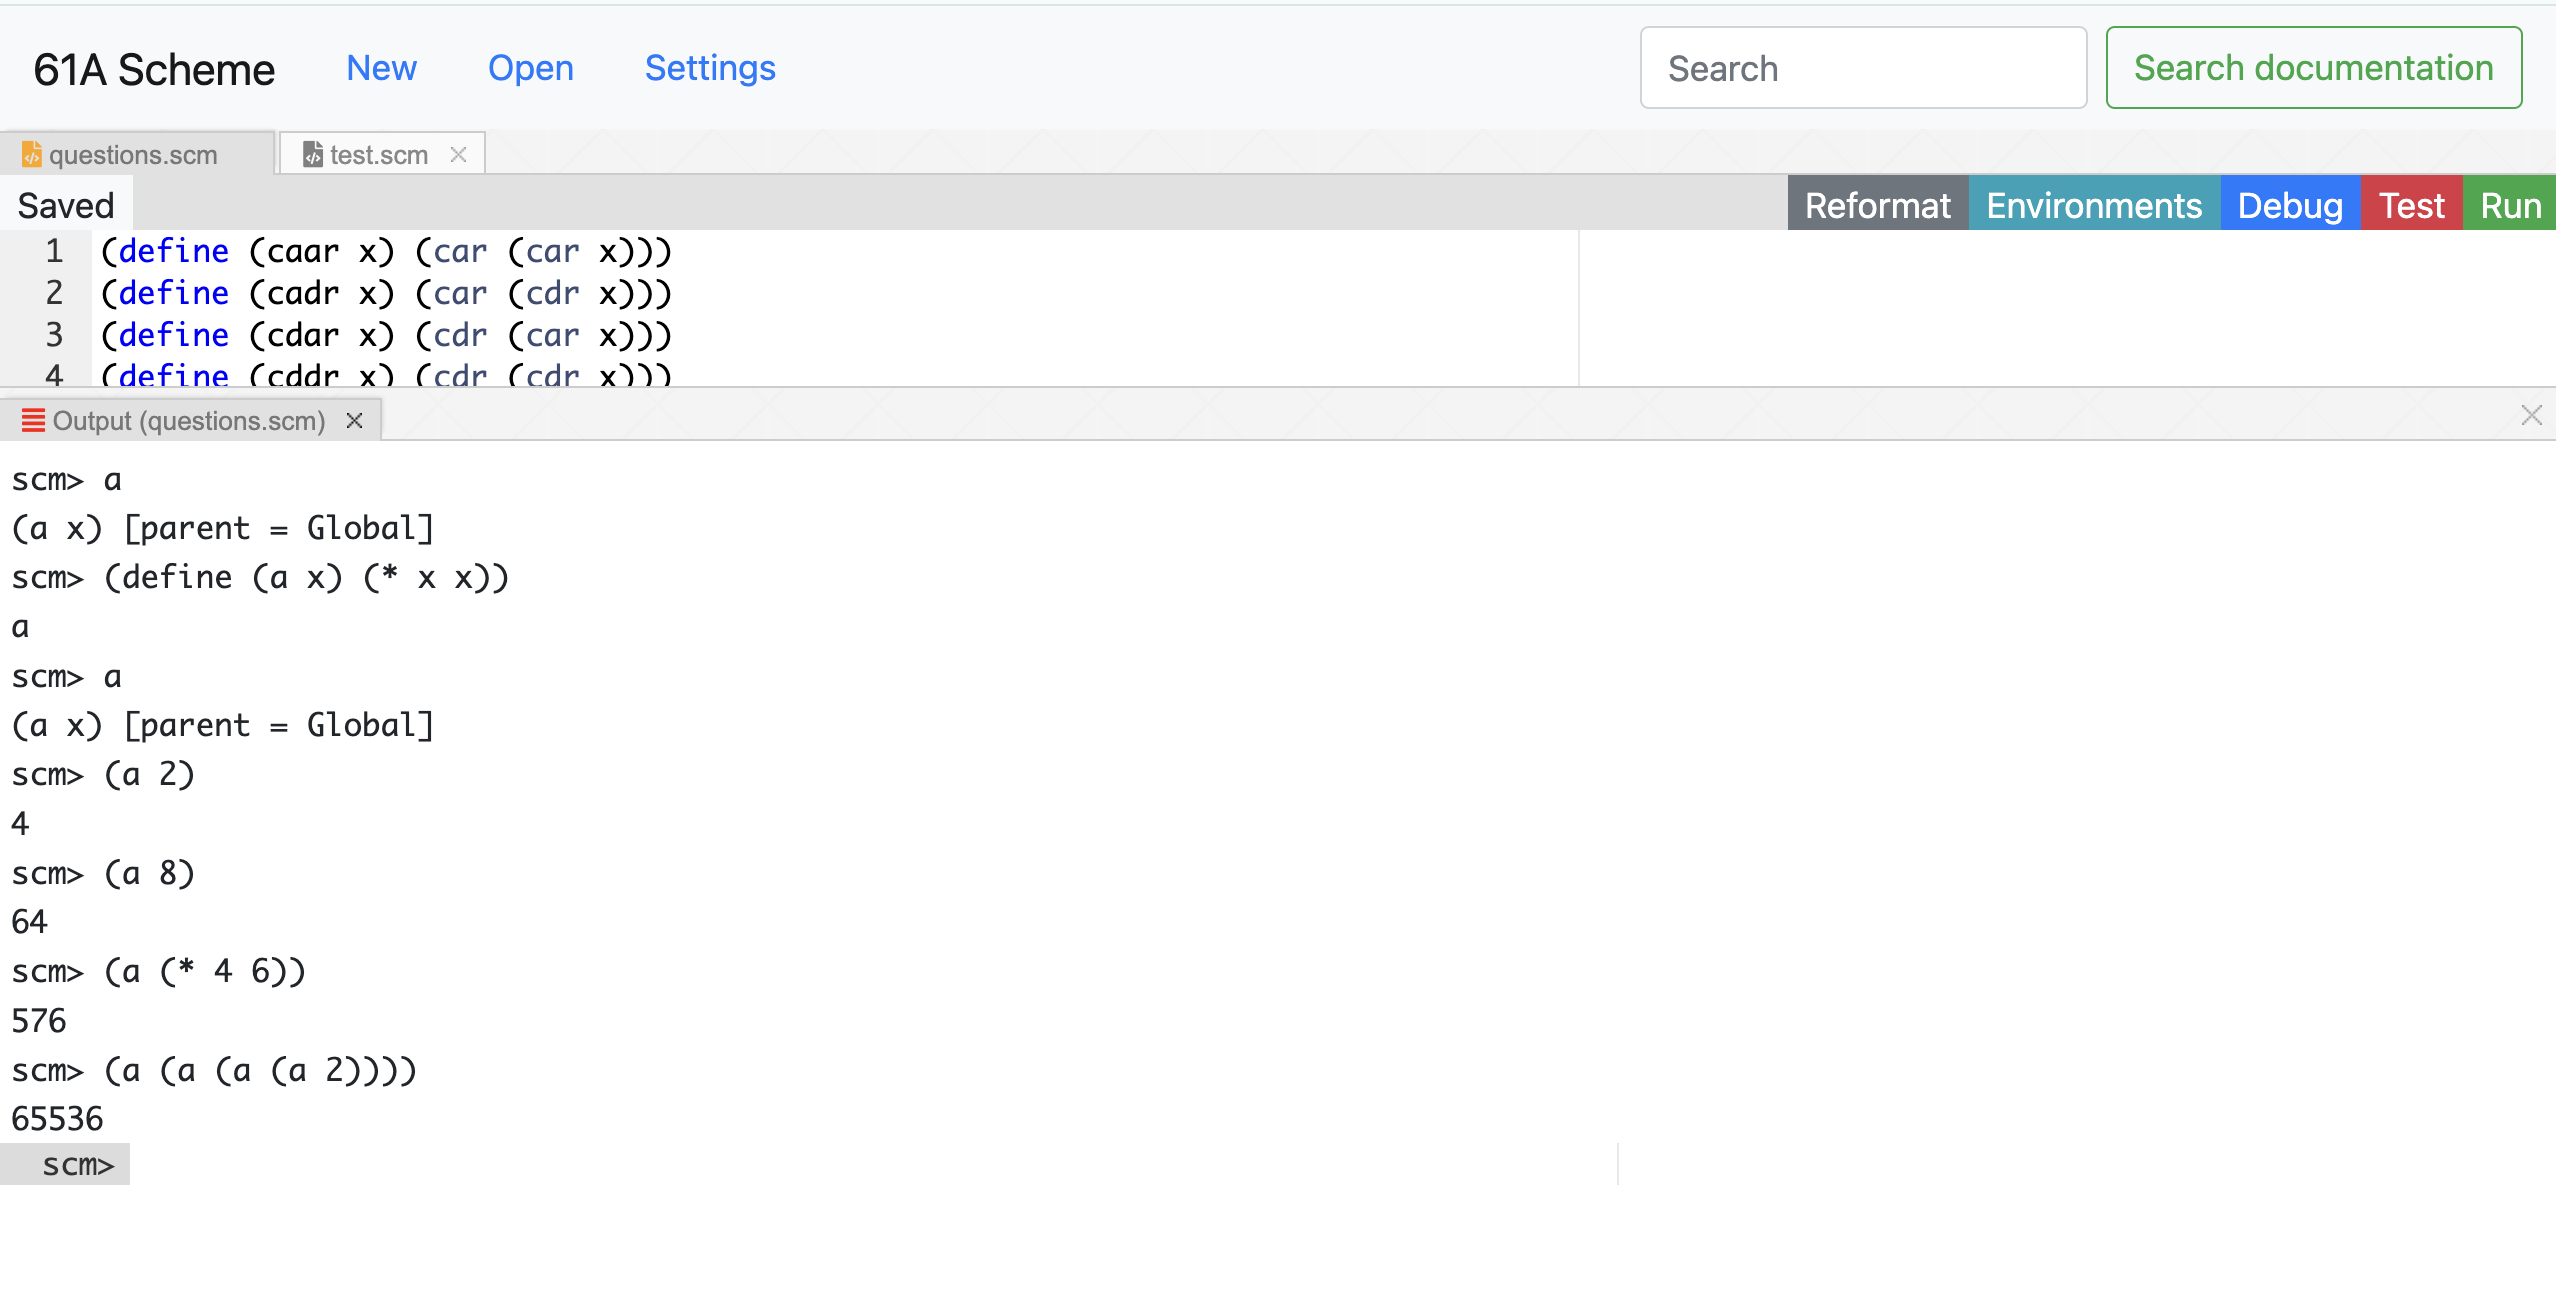 61A Scheme New Open Settings Search Search documentation
questions.scm test.scm
Saved Reformat Environments Debug Test Run
1 (define (caar x) (car (car x)))
2 (define (cadr x) (car (cdr x)))
3 (define (cdar x) (cdr (car x)))
4 (define (cddr x) (cdr (cdr x)))
Output (questions.scm)
scm> a
(a x) [parent = Global]
scm> (define (a x) (* x x))
a
scm> a
(a x) [parent = Global]
scm> (a 2)
4
scm> (a 8)
64
scm> (a (* 4 6))
576
scm> (a (a (a (a 2))))
65536
scm>